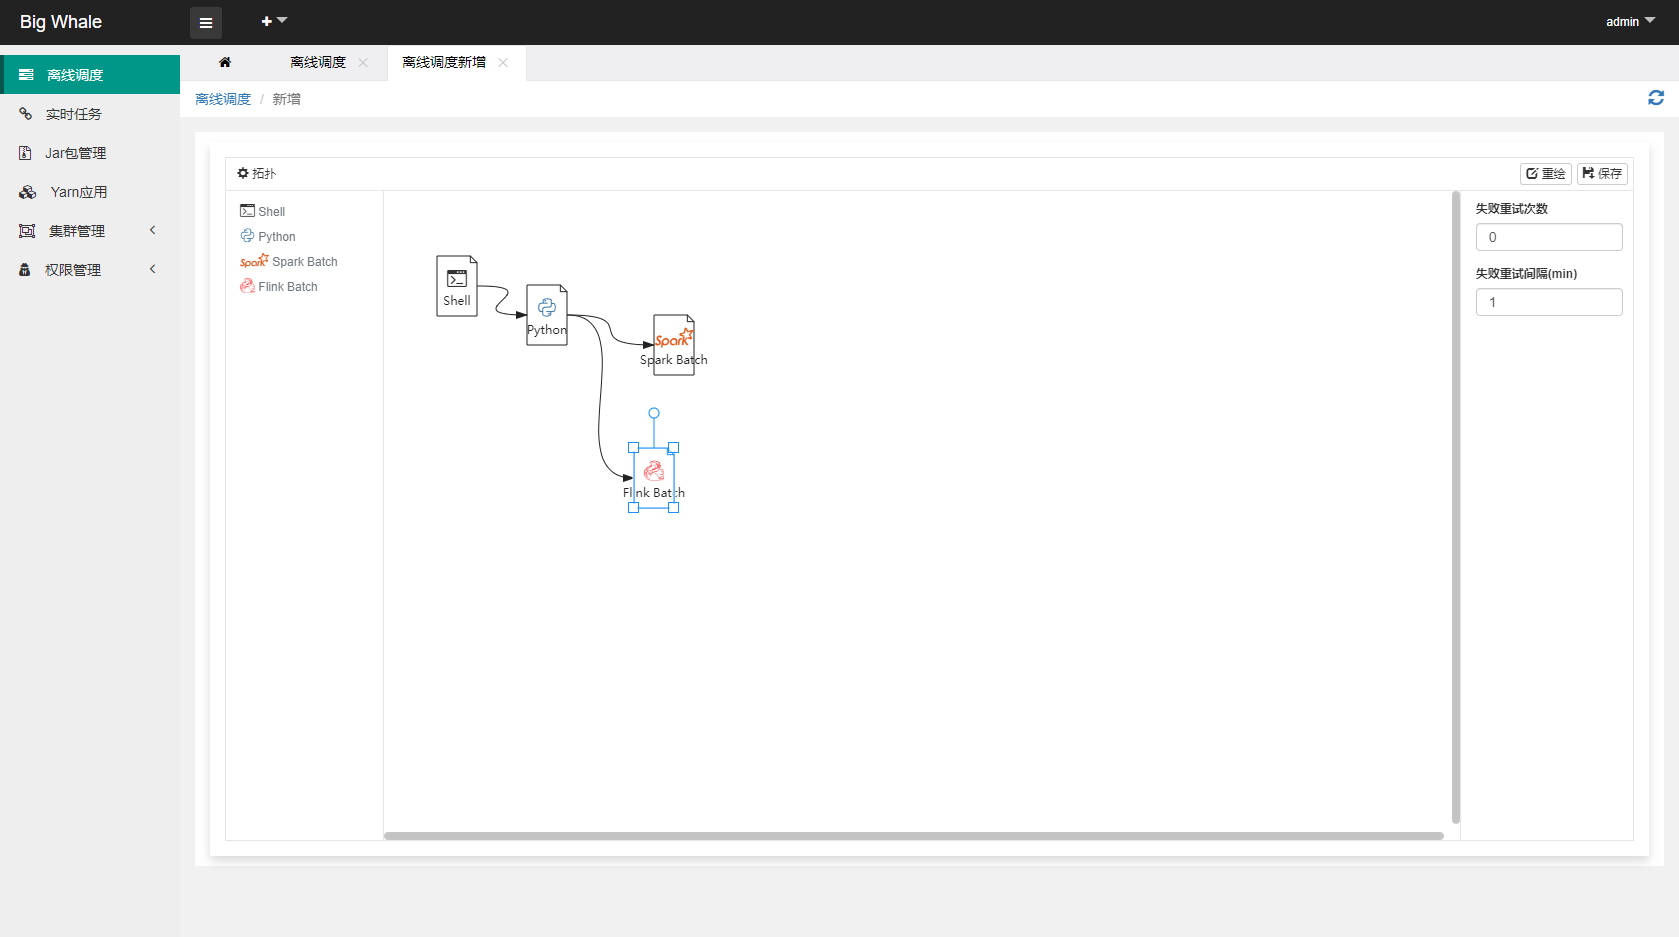 Big Whale
admin
离线调度
实时任务
Jar包管理
Yarn应用
集群管理
权限管理
离线调度
离线调度新增
离线调度 / 新增
拓扑
重绘
保存
Shell
Python
Spark Batch
Flink Batch
Shell
Python
Spark
Spark Batch
Flink Batch
失败重试次数
0
失败重试间隔(min)
1